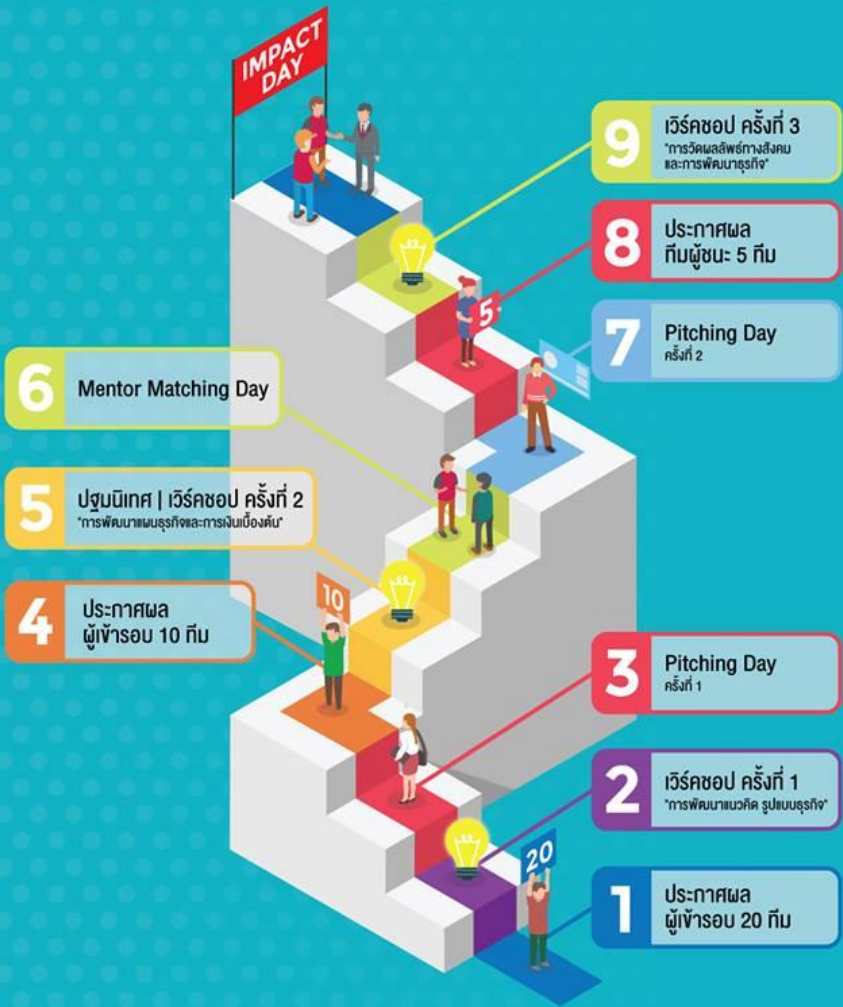 IMPACT
DAY
9
เวิร์คชอป ครั้งที่ 3
"การวัดผลลัพธ์ทางสังคม
และการพัฒนาธุรกิจ"
8
ประกาศผล
ทีมผู้ชนะ 5 ทีม
5
7
Pitching Day
ครั้งที่ 2
6
Mentor Matching Day
5
ปฐมนิเทศ | เวิร์คชอป ครั้งที่ 2
"การพัฒนาแผนธุรกิจและการเงินเบื้องต้น"
10
4
ประกาศผล
ผู้เข้ารอบ 10 ทีม
3
Pitching Day
ครั้งที่ 1
2
เวิร์คชอป ครั้งที่ 1
"การพัฒนาแนวคิด รูปแบบธุรกิจ"
20
1
ประกาศผล
ผู้เข้ารอบ 20 ทีม